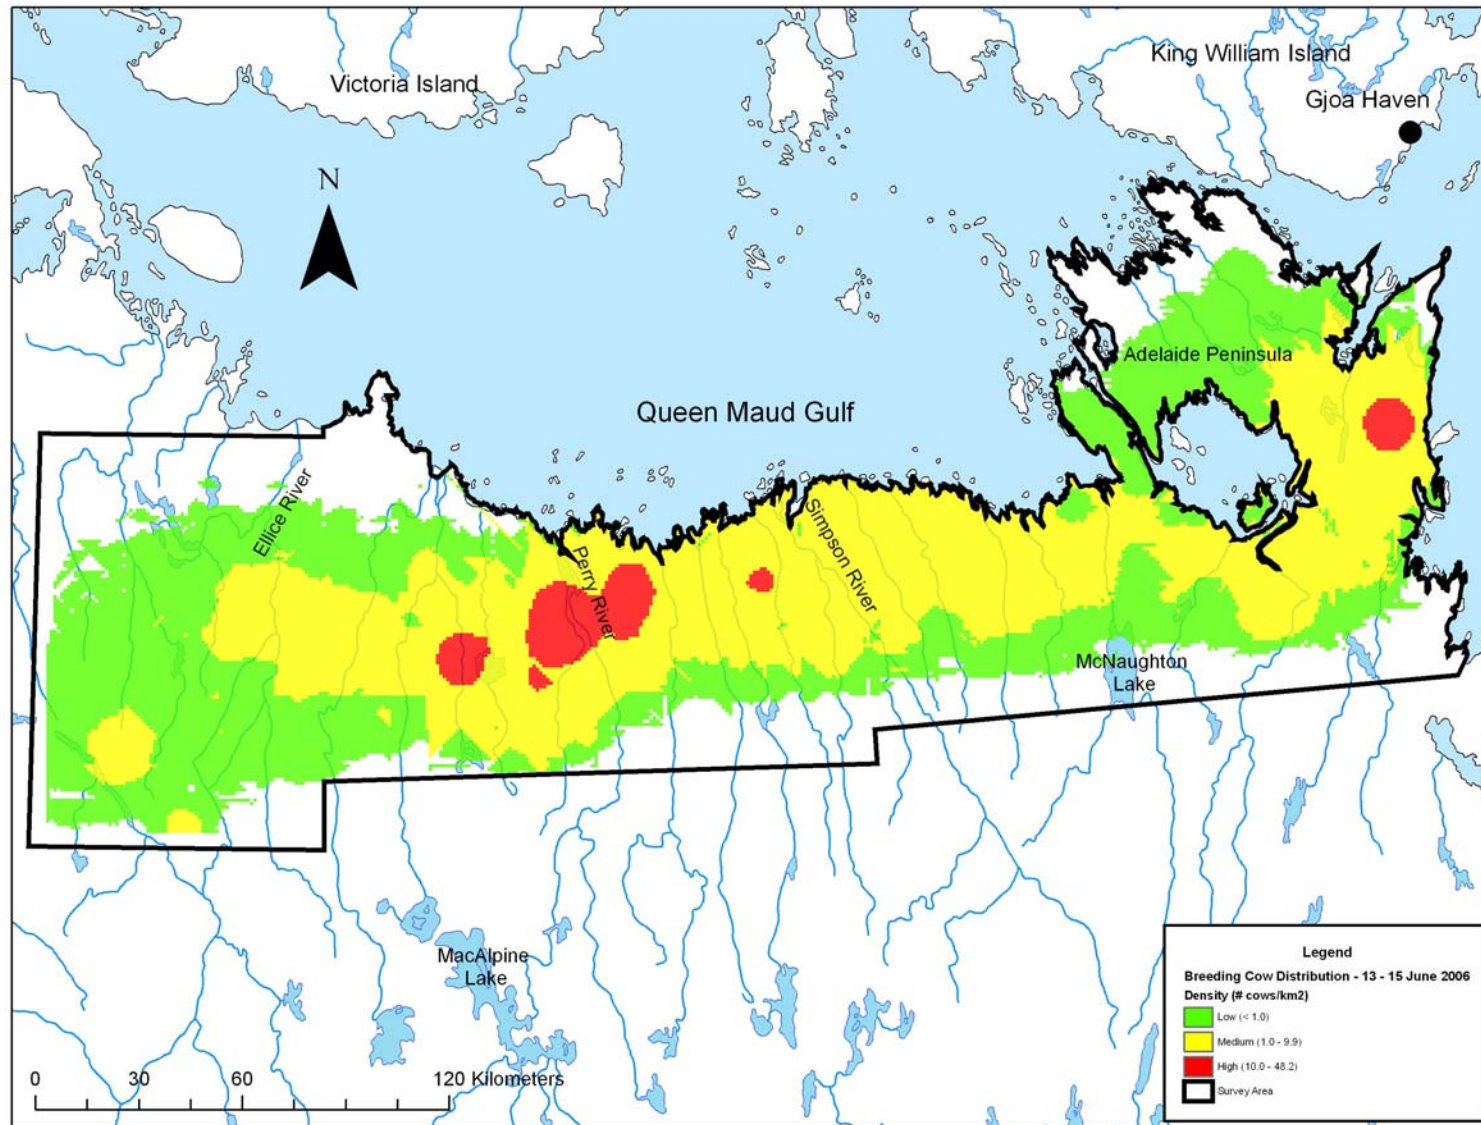 Victoria Island
King William Island
Gjoa Haven
N
Adelaide Peninsula
Queen Maud Gulf
Ellice River
Perry River
Simpson River
McNaughton
Lake
MacAlpine
Lake
0 30 60 120 Kilometers
Legend
Breeding Cow Distribution - 13 - 15 June 2006
Density (# cows/km2)
Low (< 1.0)
Medium (1.0 - 9.9)
High (10.0 - 48.2)
Survey Area